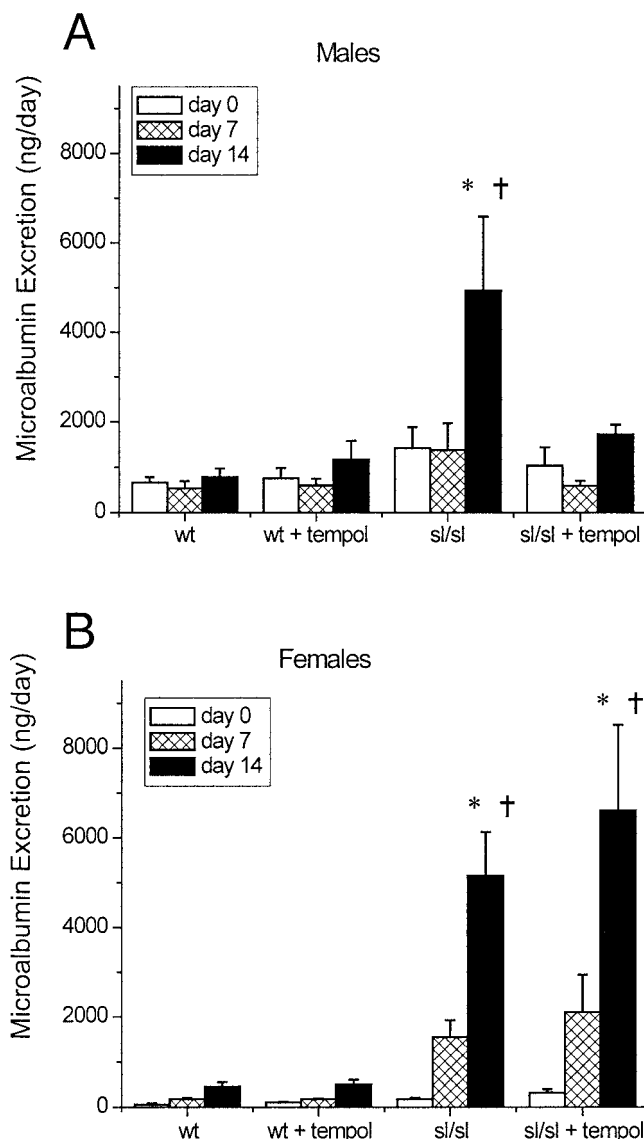 A
Males
Microalbumin Excretion (ng/day)
day 0
day 7
day 14
8000
6000
4000
2000
0
* †
wt
wt + tempol
sl/sl
sl/sl + tempol
B
Females
Microalbumin Excretion (ng/day)
day 0
day 7
day 14
8000
6000
4000
2000
0
* †
* †
wt
wt + tempol
sl/sl
sl/sl + tempol